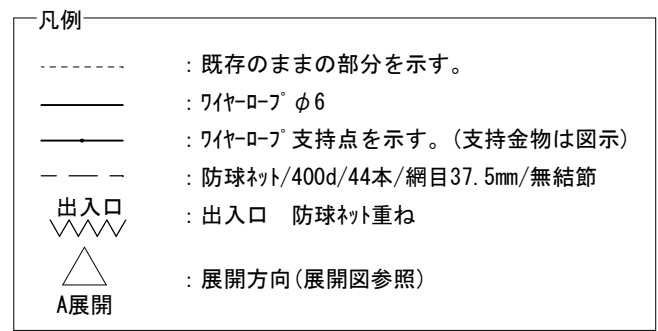 凡例
：既存のままの部分を示す。
：ﾜｲﾔｰﾛｰﾌﾟφ6
：ﾜｲﾔｰﾛｰﾌﾟ支持点を示す。(支持金物は図示)
：防球ﾈｯﾄ/400d/44本/網目37.5mm/無結節
出入口 ：出入口　防球ﾈｯﾄ重ね
：展開方向(展開図参照)
A展開